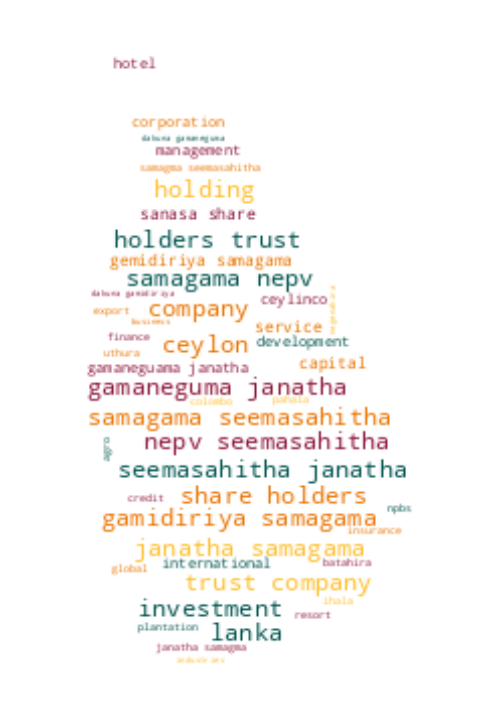 hotel
corporation
dakuna gamaneguna
management
samagma seemasahitha
holding
sanasa share
holders trust
gemidiriya samagama
samagama nepv
dakuna gamidiriya
ceylinco
export
company
business
service
finance
ceylon
development
uthura
capital
gamaneguama janatha
gamaneguma janatha
colombo
pahala
samagama seemasahitha
nepv seemasahitha
agro
seemasahitha janatha
credit
share holders
npbs
gamidiriya samagama
insurance
janatha samagama
international
batahira
global
trust company
ihala
investment
resort
plantation
lanka
janatha samagma